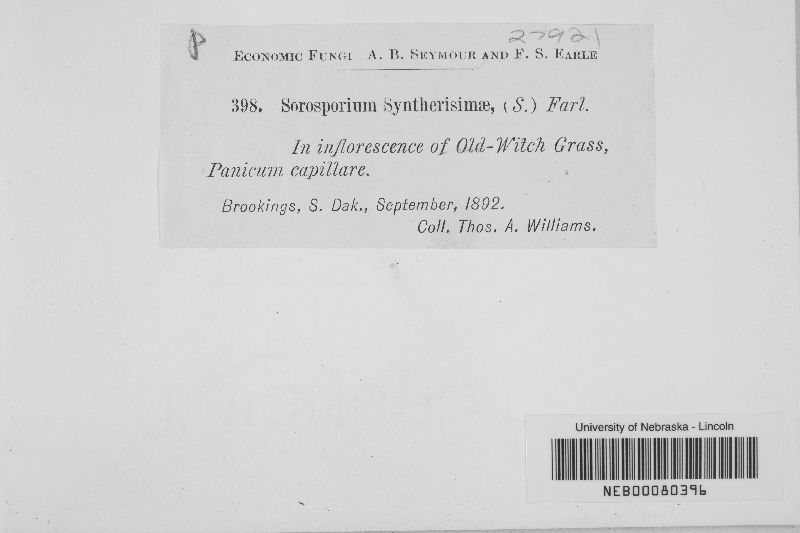 27921
P
Economic Fungi A. B. Seymour and F. S. Earle
398. Sorosporium Syntherisimæ, (S.) Farl.
In inflorescence of Old-Witch Grass,
Panicum capillare.
Brookings, S. Dak., September, 1892.
Coll. Thos. A. Williams.
University of Nebraska - Lincoln
NEB00080396